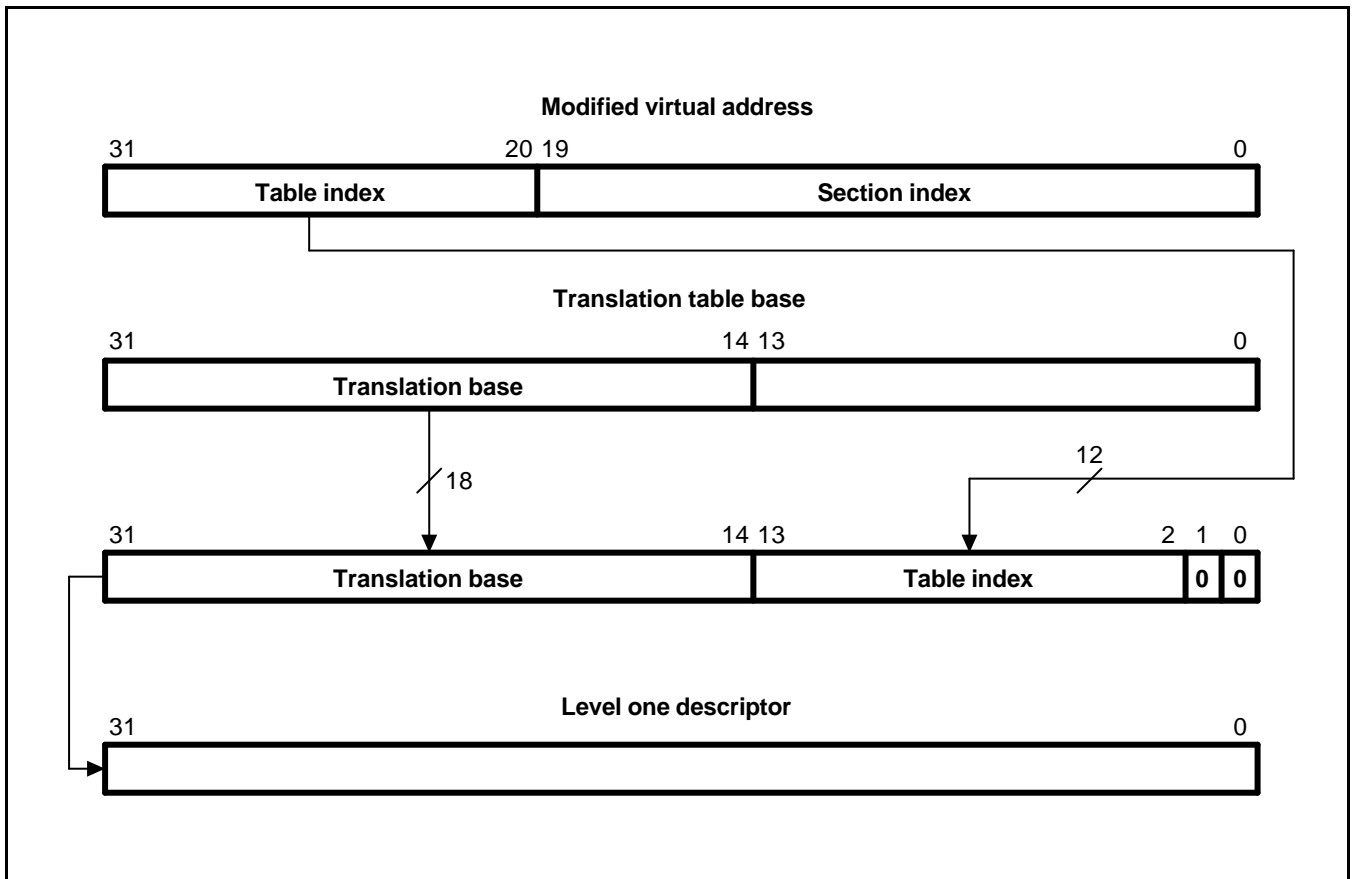 Modified virtual address
31 20 19 0
Table index Section index
Translation table base
31 14 13 0
Translation base
18
12
31 14 13 2 1 0
Translation base Table index 0 0
Level one descriptor
31 0